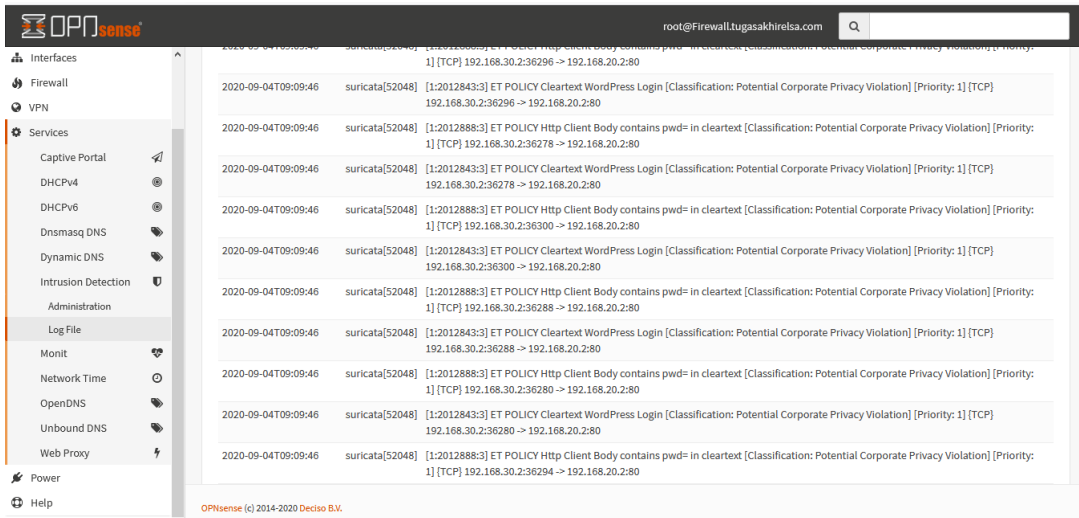 OPNsense
root@Firewall.tugasakhirelsa.com
Interfaces
Firewall
VPN
Services
Captive Portal
DHCPv4
DHCPv6
Dnsmasq DNS
Dynamic DNS
Intrusion Detection
Administration
Log File
Monit
Network Time
OpenDNS
Unbound DNS
Web Proxy
Power
Help
1] {TCP} 192.168.30.2:36296 -> 192.168.20.2:80
2020-09-04T09:09:46 suricata[52048] [1:2012843:3] ET POLICY Cleartext WordPress Login [Classification: Potential Corporate Privacy Violation] [Priority: 1] {TCP}
192.168.30.2:36296 -> 192.168.20.2:80
2020-09-04T09:09:46 suricata[52048] [1:2012888:3] ET POLICY Http Client Body contains pwd= in cleartext [Classification: Potential Corporate Privacy Violation] [Priority:
1] {TCP} 192.168.30.2:36278 -> 192.168.20.2:80
2020-09-04T09:09:46 suricata[52048] [1:2012843:3] ET POLICY Cleartext WordPress Login [Classification: Potential Corporate Privacy Violation] [Priority: 1] {TCP}
192.168.30.2:36278 -> 192.168.20.2:80
2020-09-04T09:09:46 suricata[52048] [1:2012888:3] ET POLICY Http Client Body contains pwd= in cleartext [Classification: Potential Corporate Privacy Violation] [Priority:
1] {TCP} 192.168.30.2:36300 -> 192.168.20.2:80
2020-09-04T09:09:46 suricata[52048] [1:2012843:3] ET POLICY Cleartext WordPress Login [Classification: Potential Corporate Privacy Violation] [Priority: 1] {TCP}
192.168.30.2:36300 -> 192.168.20.2:80
2020-09-04T09:09:46 suricata[52048] [1:2012888:3] ET POLICY Http Client Body contains pwd= in cleartext [Classification: Potential Corporate Privacy Violation] [Priority:
1] {TCP} 192.168.30.2:36288 -> 192.168.20.2:80
2020-09-04T09:09:46 suricata[52048] [1:2012843:3] ET POLICY Cleartext WordPress Login [Classification: Potential Corporate Privacy Violation] [Priority: 1] {TCP}
192.168.30.2:36288 -> 192.168.20.2:80
2020-09-04T09:09:46 suricata[52048] [1:2012888:3] ET POLICY Http Client Body contains pwd= in cleartext [Classification: Potential Corporate Privacy Violation] [Priority:
1] {TCP} 192.168.30.2:36280 -> 192.168.20.2:80
2020-09-04T09:09:46 suricata[52048] [1:2012843:3] ET POLICY Cleartext WordPress Login [Classification: Potential Corporate Privacy Violation] [Priority: 1] {TCP}
192.168.30.2:36280 -> 192.168.20.2:80
2020-09-04T09:09:46 suricata[52048] [1:2012888:3] ET POLICY Http Client Body contains pwd= in cleartext [Classification: Potential Corporate Privacy Violation] [Priority:
1] {TCP} 192.168.30.2:36294 -> 192.168.20.2:80
OPNsense (c) 2014-2020 Deciso B.V.